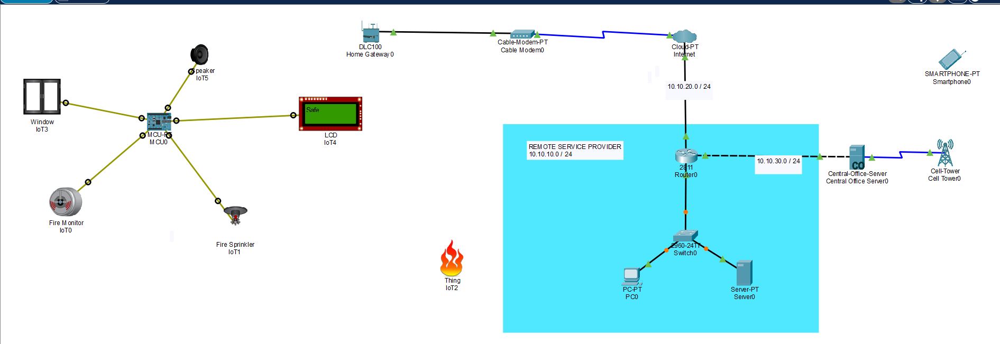 Speaker
IoT5
Window
IoT3
MCU-PT
MCU0
Safe
LCD
IoT4
Fire Monitor
IoT0
Fire Sprinkler
IoT1
DLC100
Home Gateway0
Cable-Modem-PT
Cable Modem0
Cloud-PT
Internet
SMARTPHONE-PT
Smartphone0
10.10.20.0 / 24
REMOTE SERVICE PROVIDER
10.10.10.0 / 24
2811
Router0
10.10.30.0 / 24
CO
Central-Office-Server
Central Office Server0
Cell-Tower
Cell Tower0
2960-24TT
Switch0
Thing
IoT2
PC-PT
PC0
Server-PT
Server0